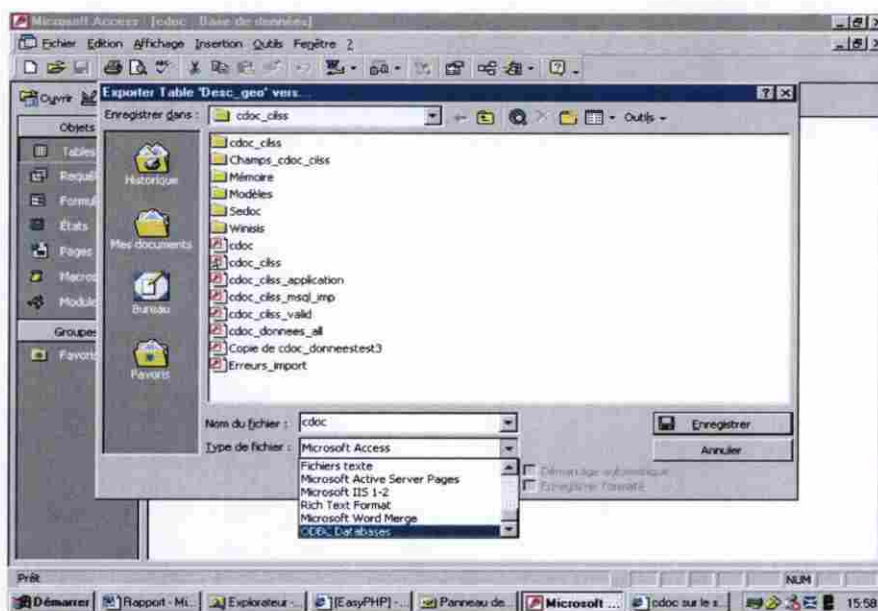 Microsoft Access - [cdoc : Base de données]
Fichier Edition Affichage Insertion Outils Fenêtre ?
Ouvrir
Exporter Table 'Desc_geo' vers...
Enregistrer dans : cdoc_cilss
Outils
Objets
Tables
Requê
Formul
États
Pages
Macros
Module
Groupes
Favoris
Historique
Mes documents
Bureau
Favoris
cdoc_cilss
Champs_cdoc_cilss
Mémoire
Modèles
Sedoc
Winisis
cdoc
cdoc_cilss
cdoc_cilss_application
cdoc_cilss_msql_imp
cdoc_cilss_valid
cdoc_donnees_all
Copie de cdoc_donneestest3
Erreurs_import
Nom du fichier : cdoc
Enregistrer
Type de fichier : Microsoft Access
Annuler
Fichiers texte
Microsoft Active Server Pages
Microsoft IIS 1-2
Rich Text Format
Microsoft Word Merge
ODBC Databases
Démarrage automatique
Enregistrer formaté
Prêt
NUM
Démarrer
Rapport - Mi...
Explorateur -...
[EasyPHP] -...
Panneau de...
Microsoft ...
cdoc sur le s...
15:58